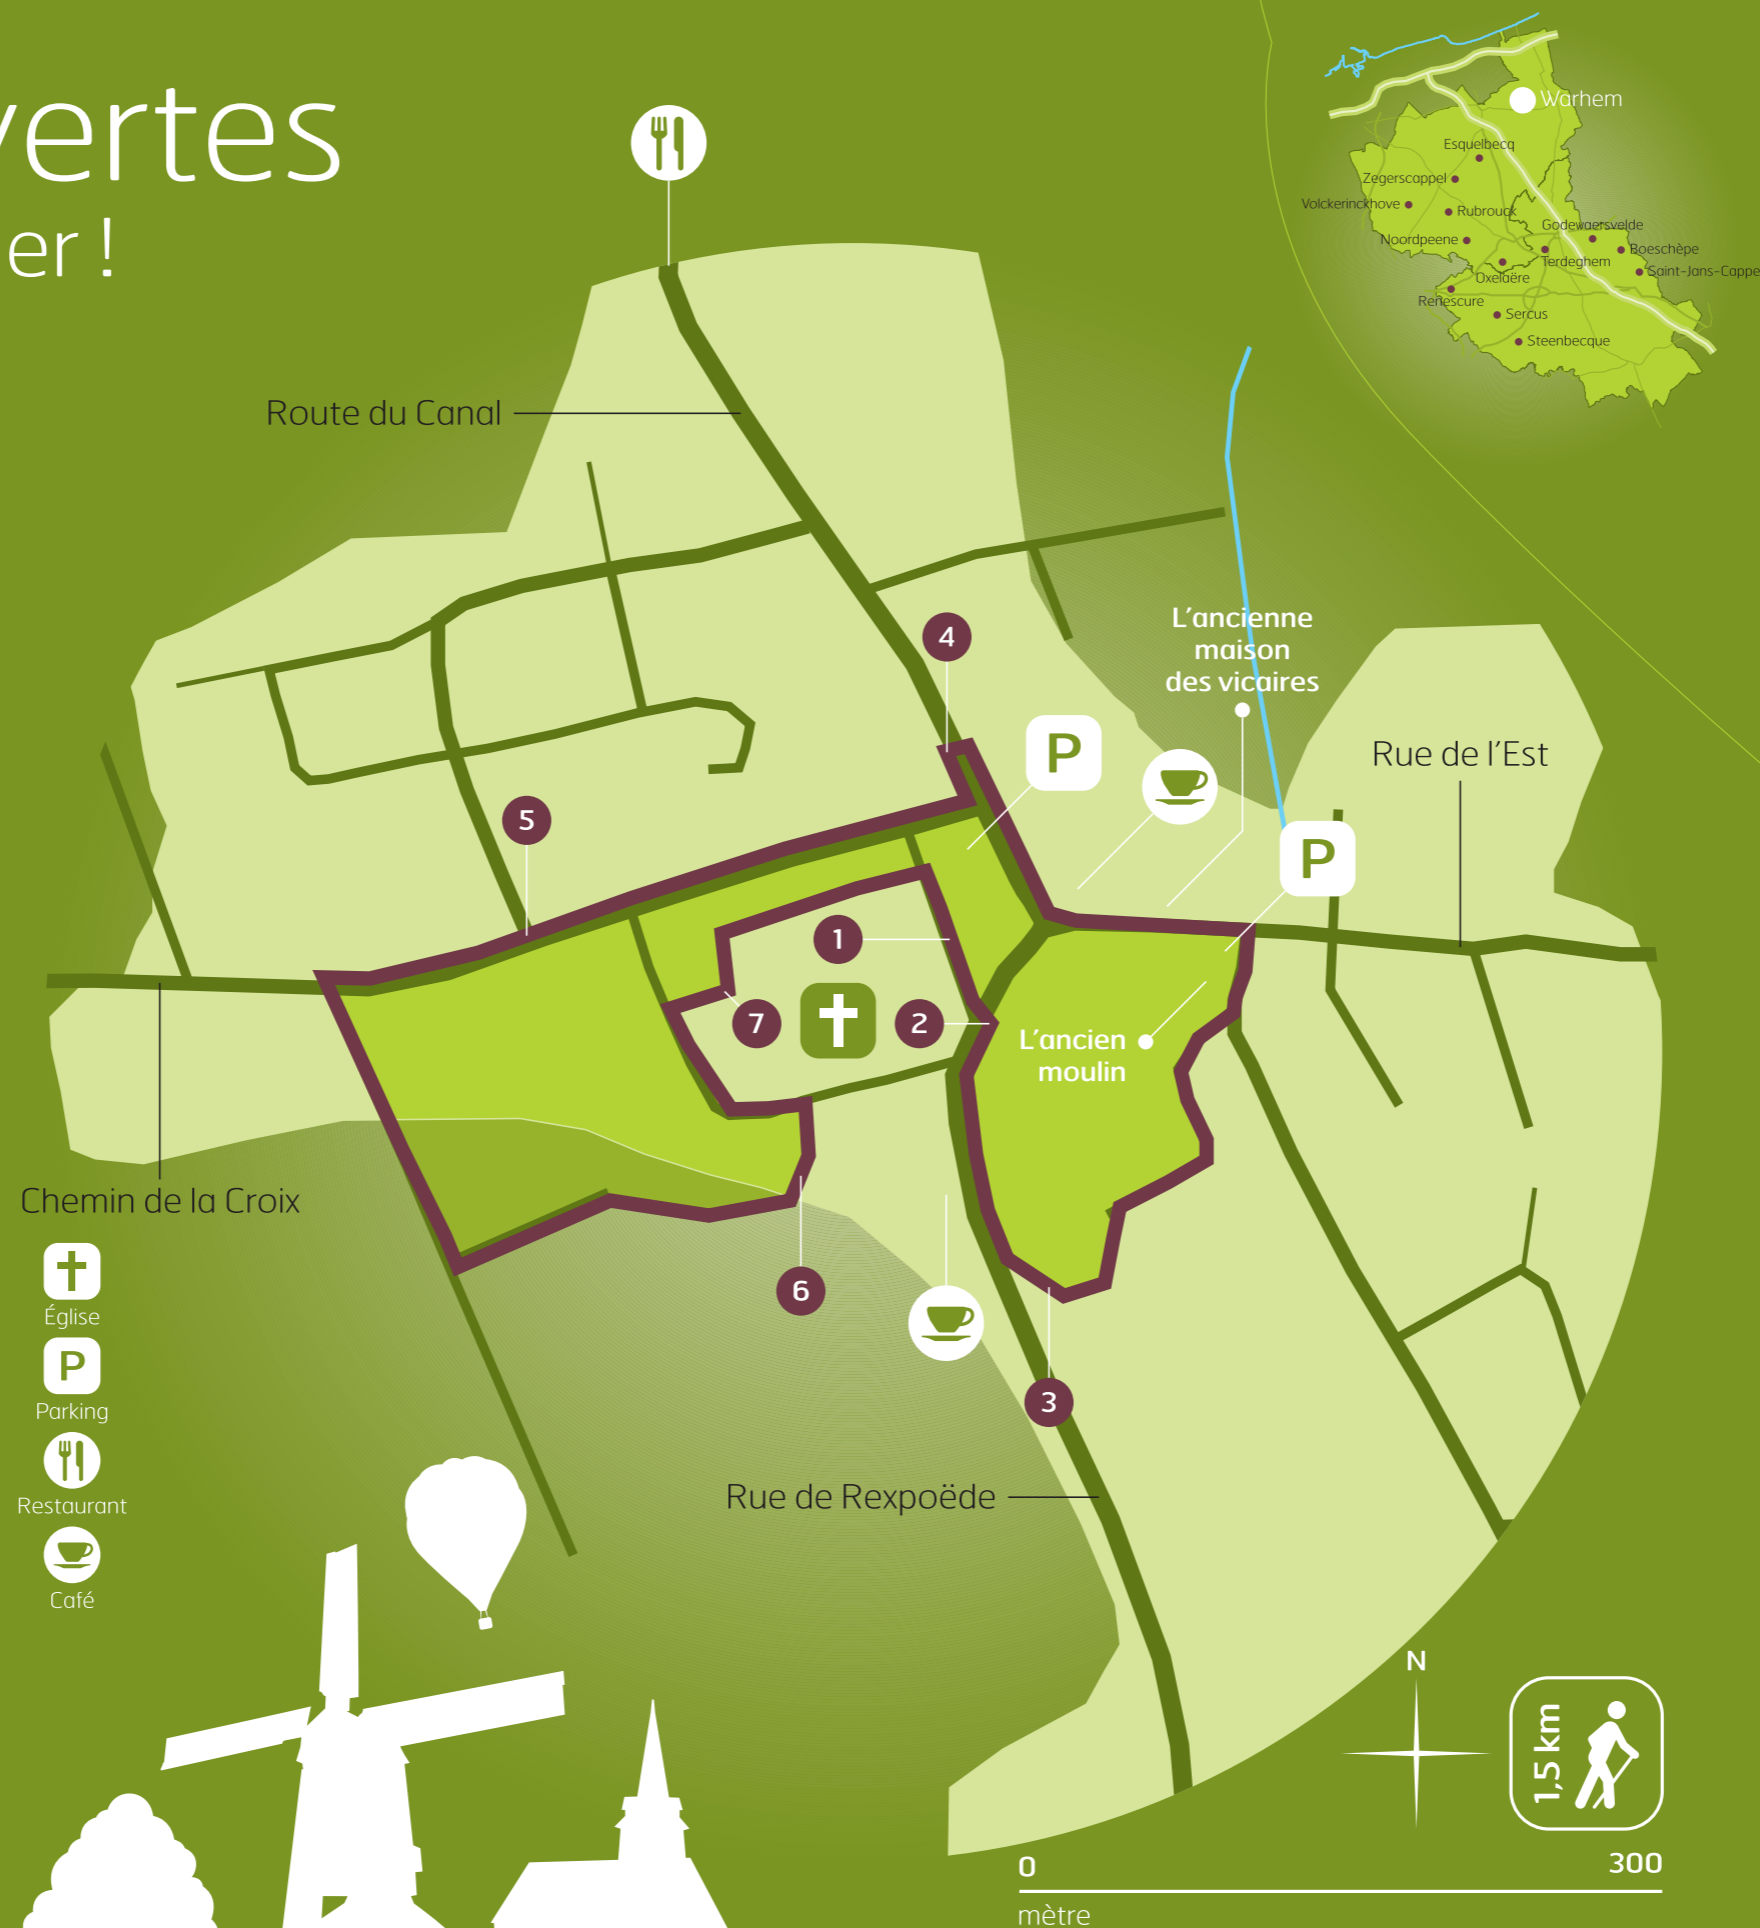 vertes
er !
Warhem
Esquelbecq
Zegerscappel
Volckerinckhove
Rubrouck
Godewaersvelde
Noordpeene
Boeschèpe
Terdeghem
Saint-Jans-Cappe
Oxelaëre
Renescure
Sercus
Steenbecque
Route du Canal
L'ancienne
maison
des vicaires
4
P
Rue de l'Est
5
P
1
7
2
L'ancien
moulin
Chemin de la Croix
6
3
Église
P
Parking
Restaurant
Café
Rue de Rexpoëde
N
1,5 km
0
300
mètre